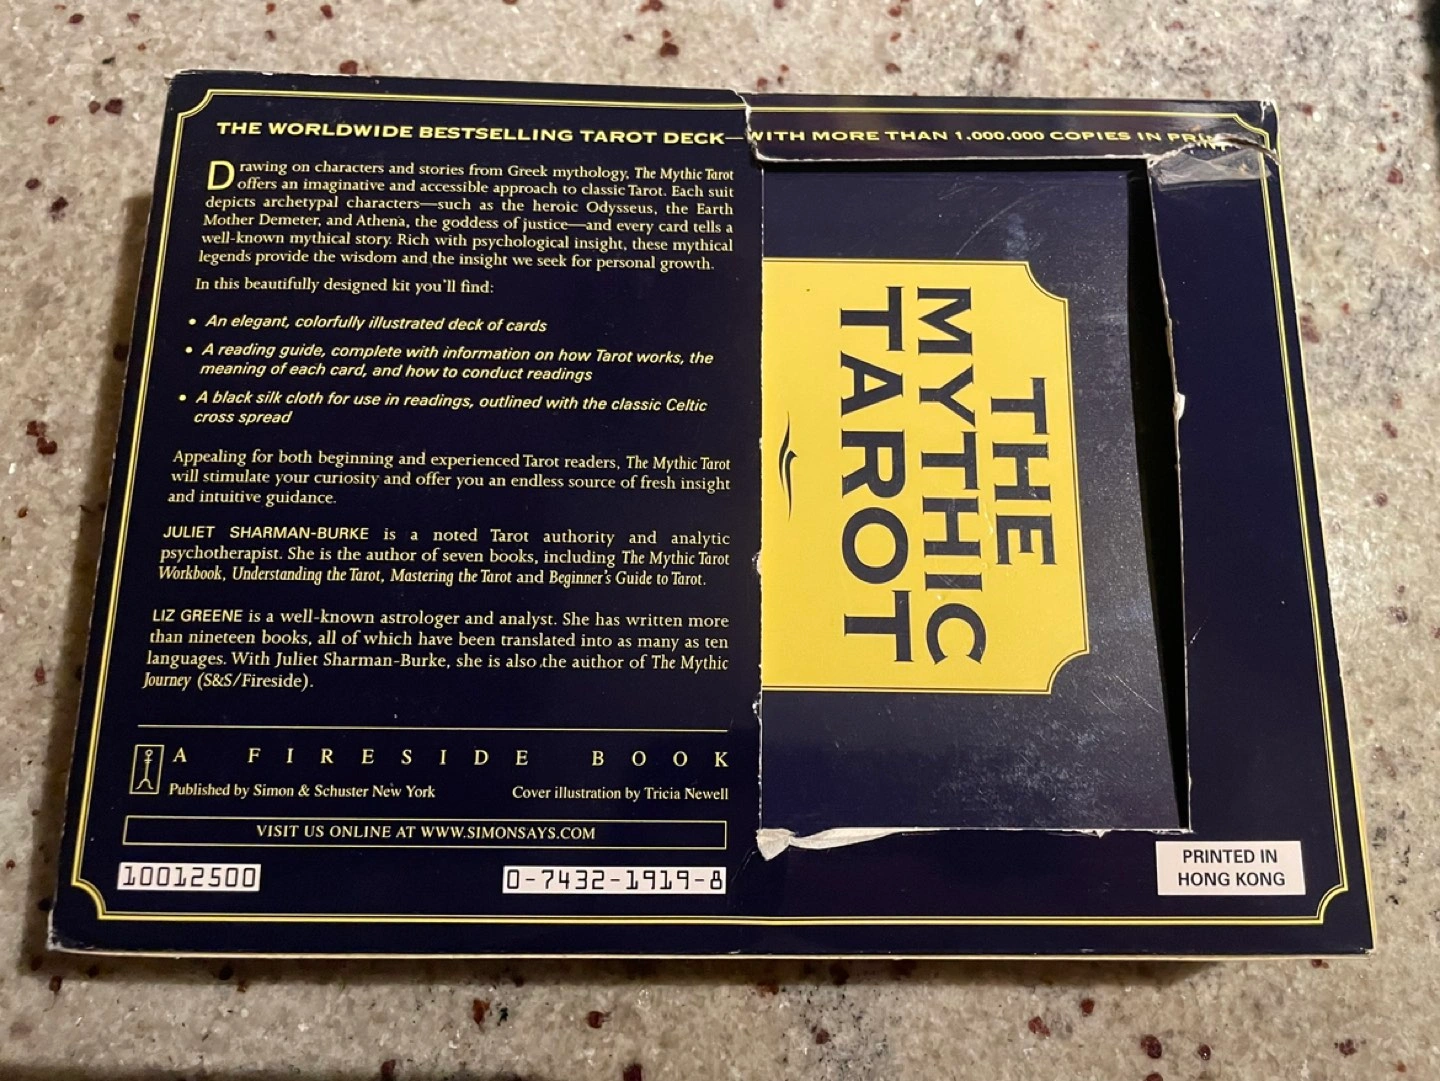 THE WORLDWIDE BESTSELLING TAROT DECK—WITH MORE THAN 1,000,000 COPIES IN PRINT
Drawing on characters and stories from Greek mythology, The Mythic Tarot
offers an imaginative and accessible approach to classic Tarot. Each suit
depicts archetypal characters—such as the heroic Odysseus, the Earth
Mother Demeter, and Athena, the goddess of justice—and every card tells a
well-known mythical story. Rich with psychological insight, these mythical
legends provide the wisdom and the insight we seek for personal growth.
In this beautifully designed kit you'll find:
• An elegant, colorfully illustrated deck of cards
• A reading guide, complete with information on how Tarot works, the
meaning of each card, and how to conduct readings
• A black silk cloth for use in readings, outlined with the classic Celtic
cross spread
Appealing for both beginning and experienced Tarot readers, The Mythic Tarot
will stimulate your curiosity and offer you an endless source of fresh insight
and intuitive guidance.
JULIET SHARMAN-BURKE is a noted Tarot authority and analytic
psychotherapist. She is the author of seven books, including The Mythic Tarot
Workbook, Understanding the Tarot, Mastering the Tarot and Beginner's Guide to Tarot.
LIZ GREENE is a well-known astrologer and analyst. She has written more
than nineteen books, all of which have been translated into as many as ten
languages. With Juliet Sharman-Burke, she is also the author of The Mythic
Journey (S&S/Fireside).
A FIRESIDE BOOK
Published by Simon & Schuster New York
Cover illustration by Tricia Newell
VISIT US ONLINE AT WWW.SIMONSAYS.COM
10012500
0-7432-1919-8
THE
MYTHIC
TAROT
PRINTED IN
HONG KONG